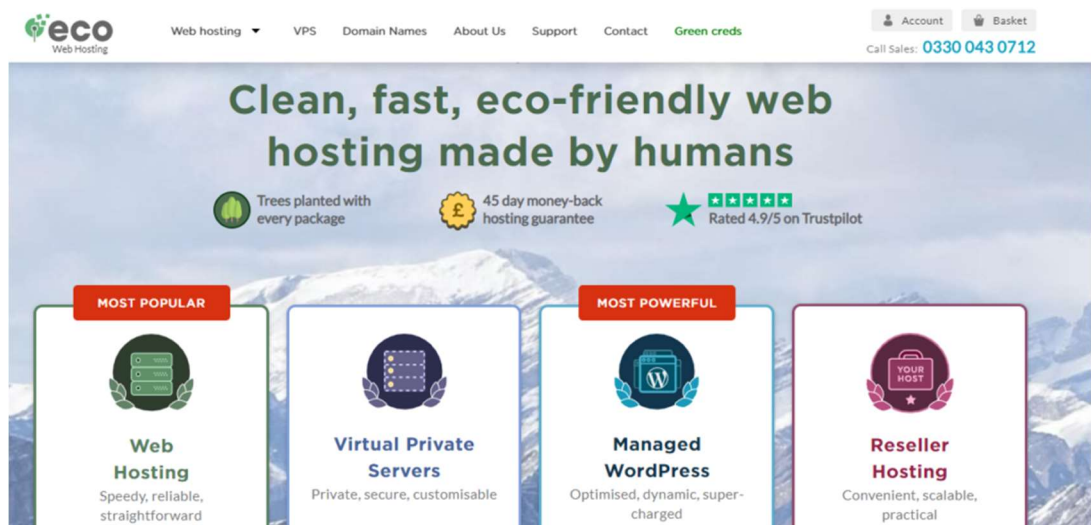 eco
Web Hosting
Web hosting
VPS
Domain Names
About Us
Support
Contact
Green creds
Account
Basket
Call Sales: 0330 043 0712
Clean, fast, eco-friendly web
hosting made by humans
Trees planted with
every package
£
45 day money-back
hosting guarantee
Rated 4.9/5 on Trustpilot
MOST POPULAR
Web
Hosting
Speedy, reliable,
straightforward
Virtual Private
Servers
Private, secure, customisable
MOST POWERFUL
W
Managed
WordPress
Optimised, dynamic, super-
charged
YOUR
HOST
Reseller
Hosting
Convenient, scalable,
practical